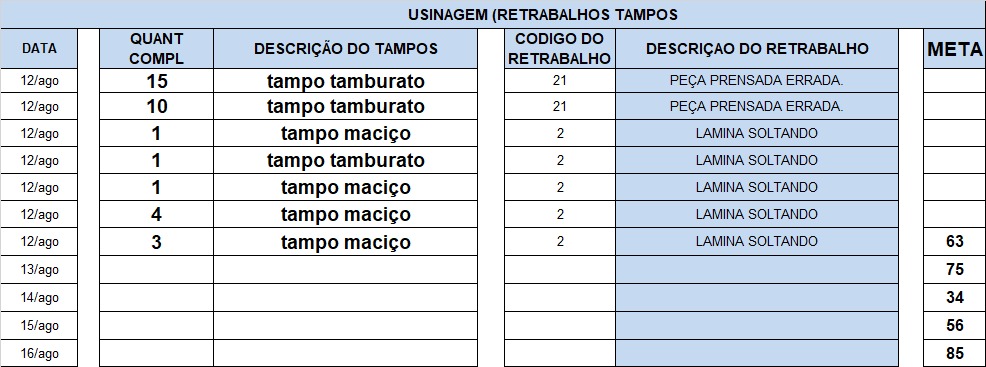 USINAGEM (RETRABALHOS TAMPOS
DATA QUANT COMPL DESCRIÇÃO DO TAMPOS CODIGO DO RETRABALHO DESCRIÇAO DO RETRABALHO META
12/ago 15 tampo tamburato 21 PEÇA PRENSADA ERRADA.
12/ago 10 tampo tamburato 21 PEÇA PRENSADA ERRADA.
12/ago 1 tampo maciço 2 LAMINA SOLTANDO
12/ago 1 tampo tamburato 2 LAMINA SOLTANDO
12/ago 1 tampo maciço 2 LAMINA SOLTANDO
12/ago 4 tampo maciço 2 LAMINA SOLTANDO
12/ago 3 tampo maciço 2 LAMINA SOLTANDO 63
13/ago 75
14/ago 34
15/ago 56
16/ago 85